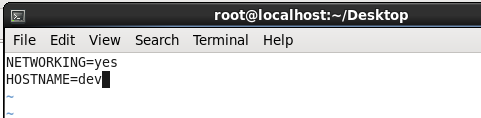 root@localhost:~/Desktop
File Edit View Search Terminal Help
NETWORKING=yes
HOSTNAME=dev
~
~